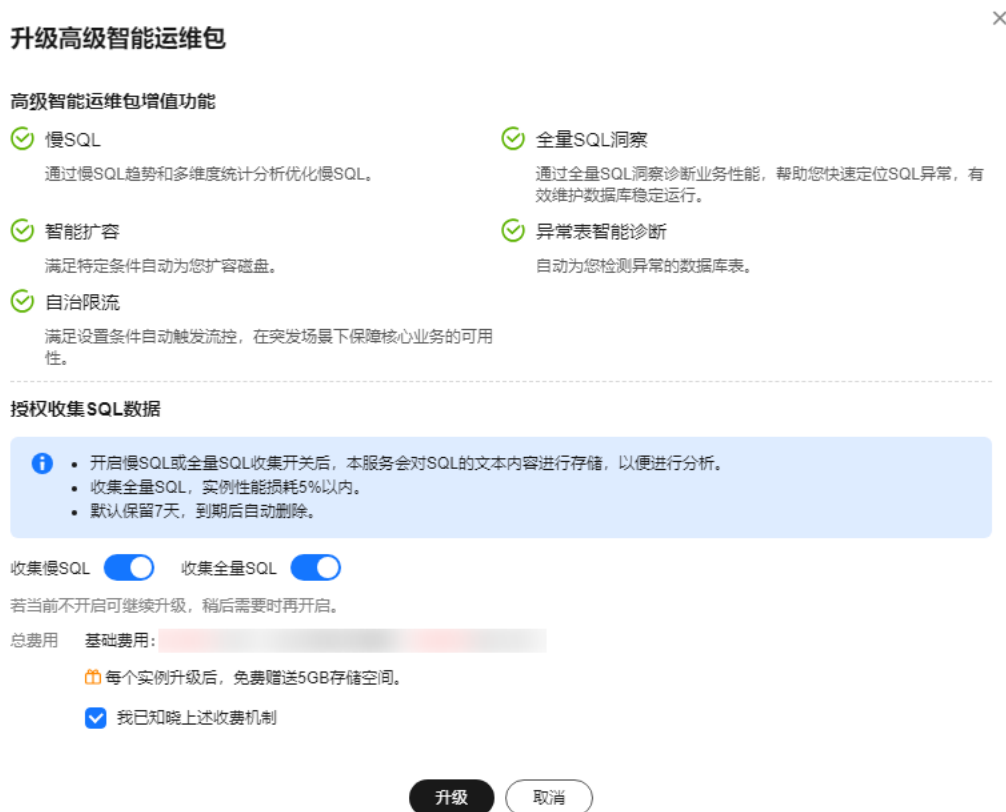 升级高级智能运维包
高级智能运维包增值功能
慢SQL
通过慢SQL趋势和多维度统计分析优化慢SQL。
全量SQL洞察
通过全量SQL洞察诊断业务性能，帮助您快速定位SQL异常，有
效维护数据库稳定运行。
智能扩容
满足特定条件自动为您扩容磁盘。
异常表智能诊断
自动为您检测异常的数据库表。
自治限流
满足设置条件自动触发流控，在突发场景下保障核心业务的可用
性。
授权收集SQL数据
开启慢SQL或全量SQL收集开关后，本服务会对SQL的文本内容进行存储，以便进行分析。
收集全量SQL，实例性能损耗5%以内。
默认保留7天，到期后自动删除。
收集慢SQL 收集全量SQL
若当前不开启可继续升级，稍后需要时再开启。
总费用 基础费用：
每个实例升级后，免费赠送5GB存储空间。
我已知晓上述收费机制
升级 取消